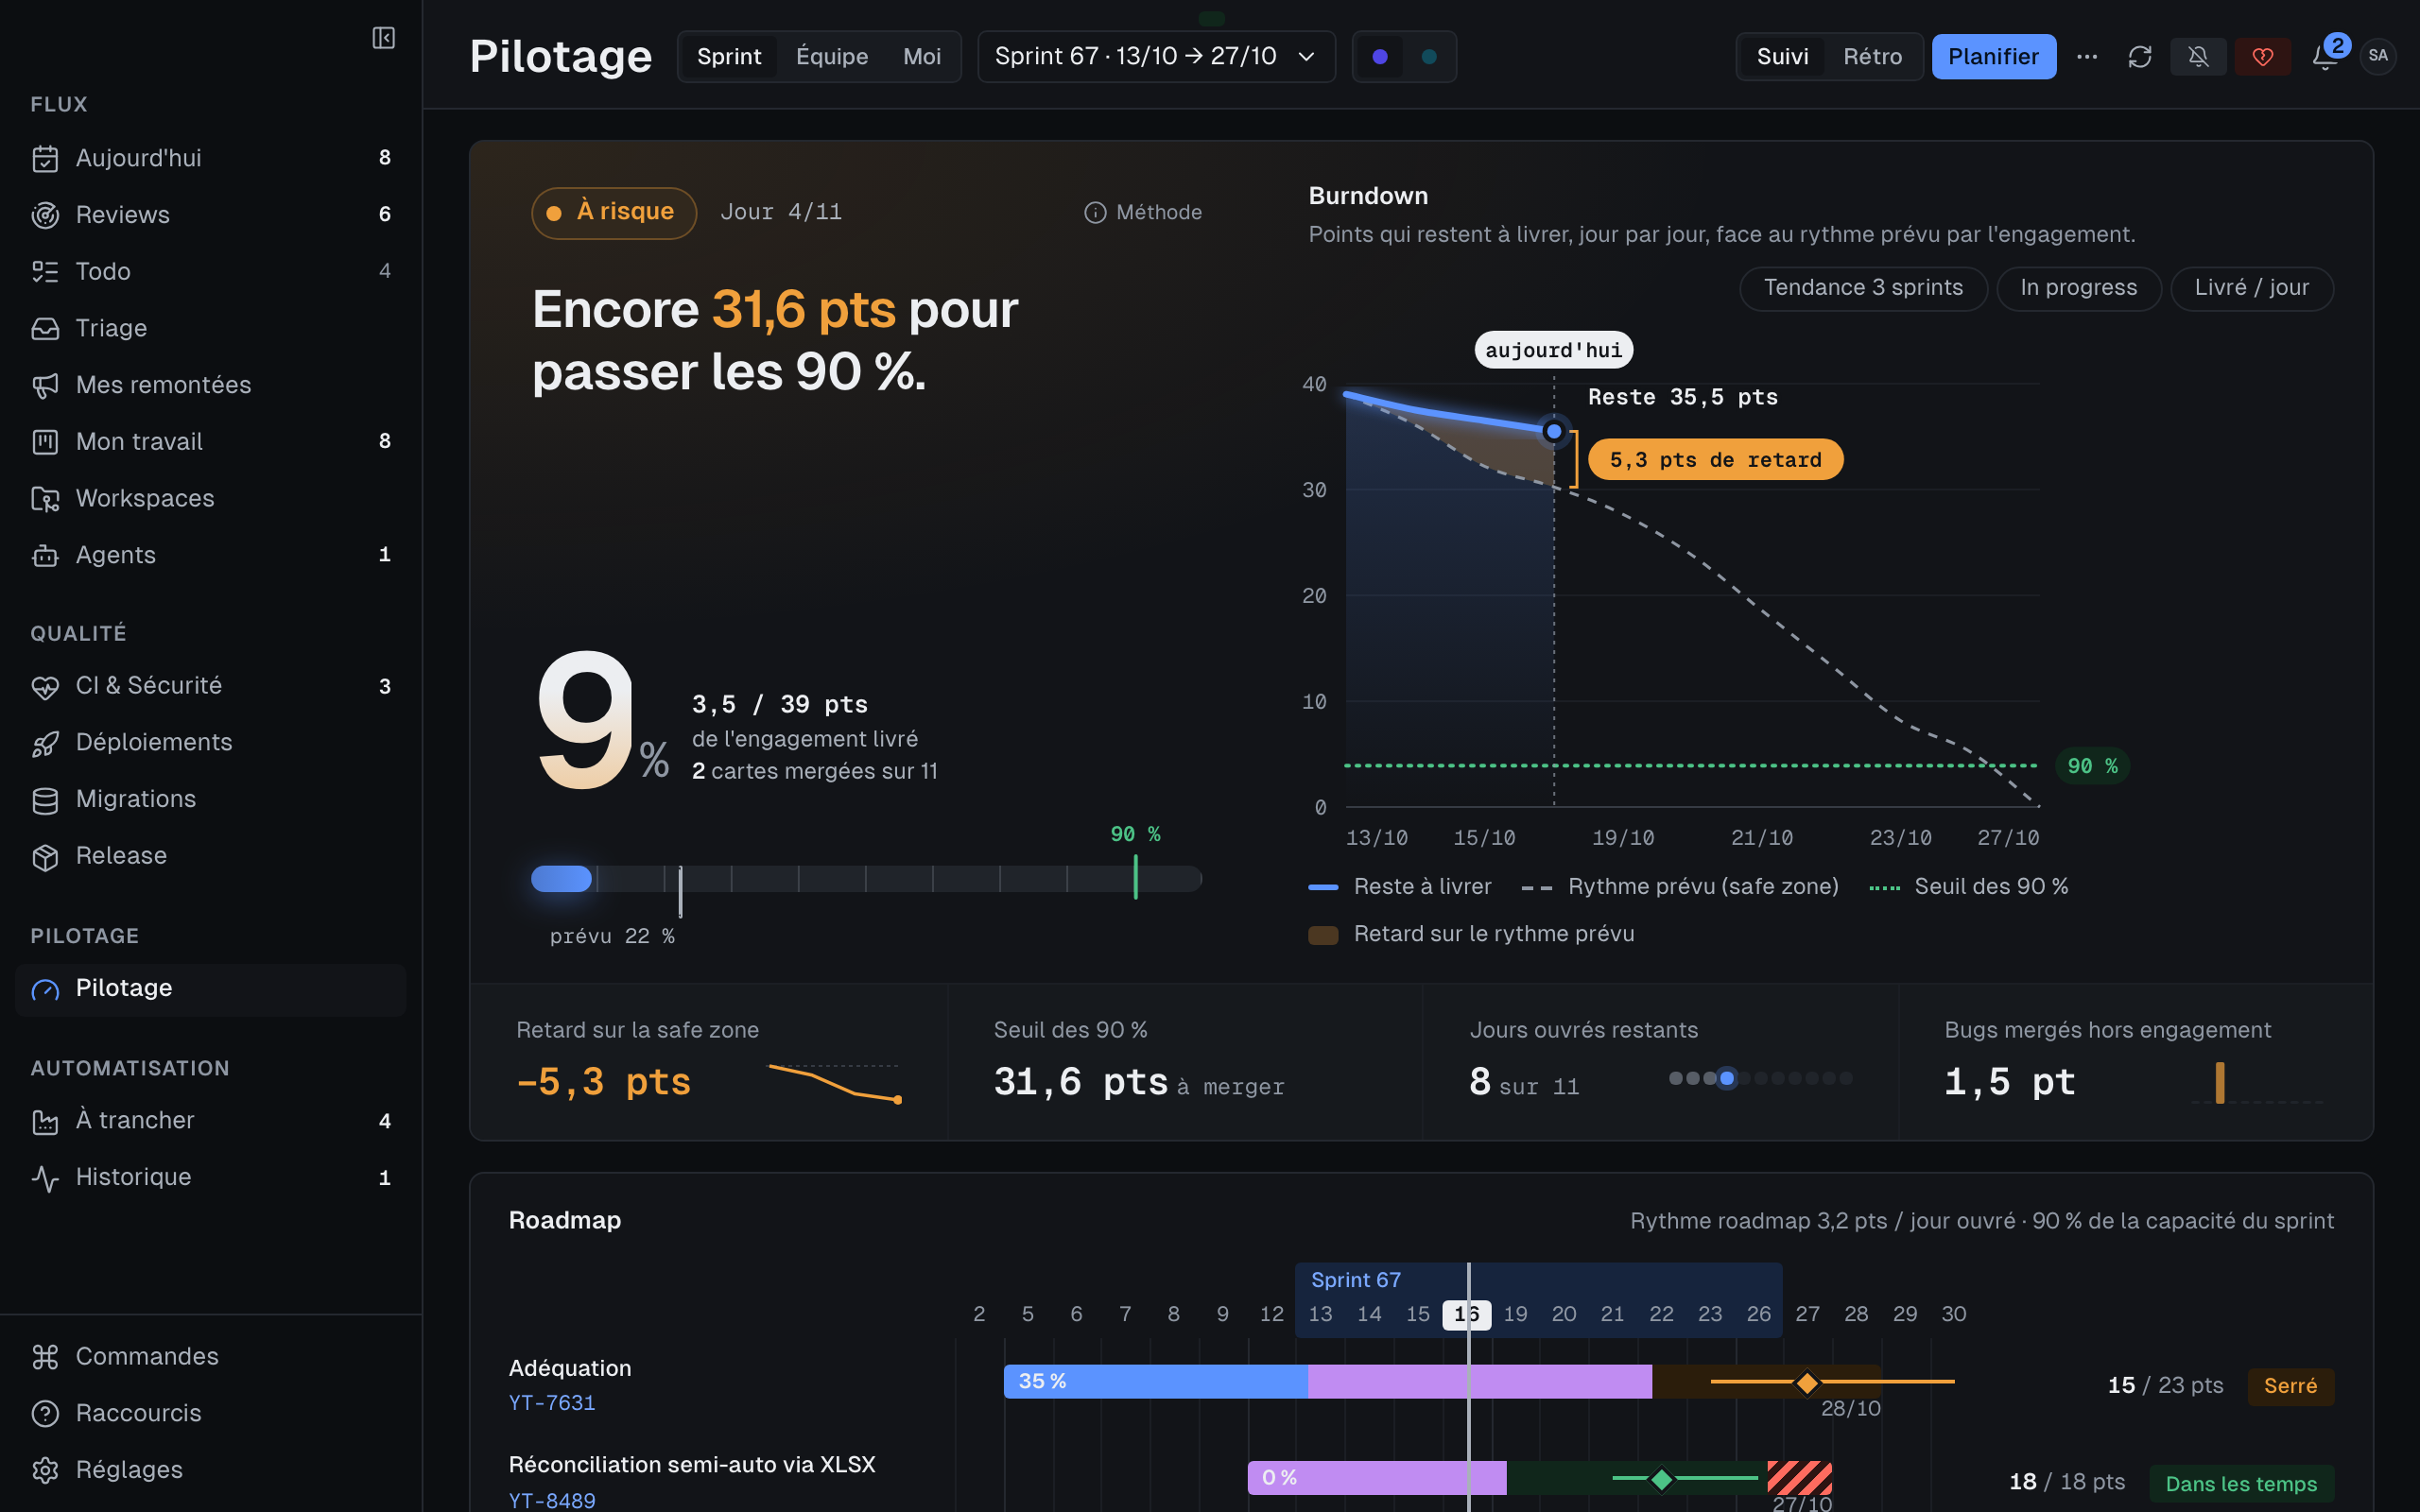 Pilotage
Sprint
Équipe
Moi
Sprint 67 · 13/10 → 27/10
Suivi
Rétro
Planifier
2
SA
FLUX
Aujourd'hui 8
Reviews 6
Todo 4
Triage
Mes remontées
Mon travail 8
Workspaces
Agents 1
QUALITÉ
CI & Sécurité 3
Déploiements
Migrations
Release
PILOTAGE
Pilotage
AUTOMATISATION
À trancher 4
Historique 1
Commandes
Raccourcis
Réglages
À risque
Jour 4/11
Méthode
Encore 31,6 pts pour
passer les 90 %.
9 %
3,5 / 39 pts
de l'engagement livré
2 cartes mergées sur 11
90 %
prévu 22 %
Burndown
Points qui restent à livrer, jour par jour, face au rythme prévu par l'engagement.
Tendance 3 sprints
In progress
Livré / jour
aujourd'hui
40
Reste 35,5 pts
5,3 pts de retard
30
20
10
90 %
0
13/10 15/10 19/10 21/10 23/10 27/10
Reste à livrer
Rythme prévu (safe zone)
Seuil des 90 %
Retard sur le rythme prévu
Retard sur la safe zone
−5,3 pts
Seuil des 90 %
31,6 pts à merger
Jours ouvrés restants
8 sur 11
Bugs mergés hors engagement
1,5 pt
Roadmap
Rythme roadmap 3,2 pts / jour ouvré · 90 % de la capacité du sprint
Sprint 67
2 5 6 7 8 9 12 13 14 15 16 19 20 21 22 23 26 27 28 29 30
Adéquation
YT-7631
35 %
28/10
15 / 23 pts
Serré
Réconciliation semi-auto via XLSX
YT-8489
0 %
27/10
18 / 18 pts
Dans les temps